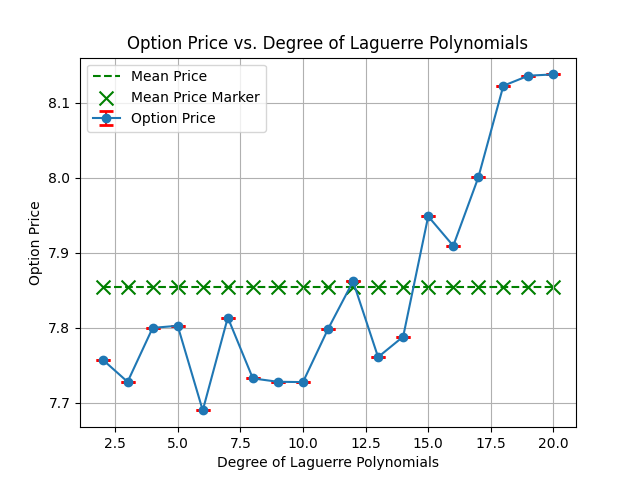 Option Price vs. Degree of Laguerre Polynomials
Mean Price
Mean Price Marker
Option Price
Option Price
8.1
8.0
7.9
7.8
7.7
2.5 5.0 7.5 10.0 12.5 15.0 17.5 20.0
Degree of Laguerre Polynomials